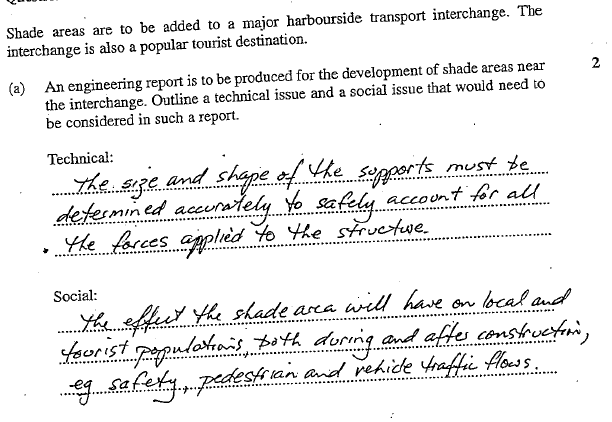 Shade areas are to be added to a major harbourside transport interchange. The
interchange is also a popular tourist destination.
(a) An engineering report is to be produced for the development of shade areas near
the interchange. Outline a technical issue and a social issue that would need to
be considered in such a report.
2
Technical:
The size and shape of the supports must be
determined accurately to safely account for all
the forces applied to the structure.
Social:
The effect the shade area will have on local and
tourist populations, both during and after construction,
eg safety, pedestrian and vehicle traffic flows.